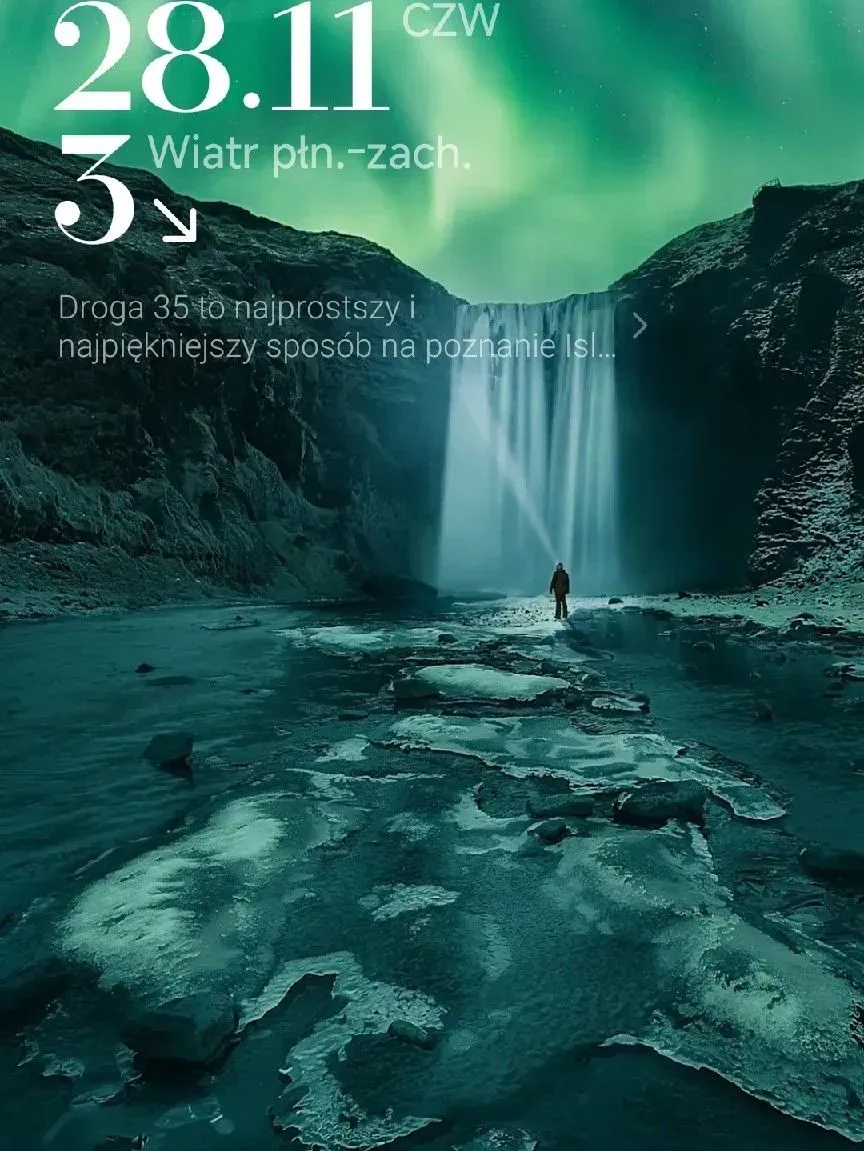 28.11 CZW
3 Wiatr płn.-zach.
Droga 35 to najprostszy i
najpiękniejszy sposób na poznanie Isl...